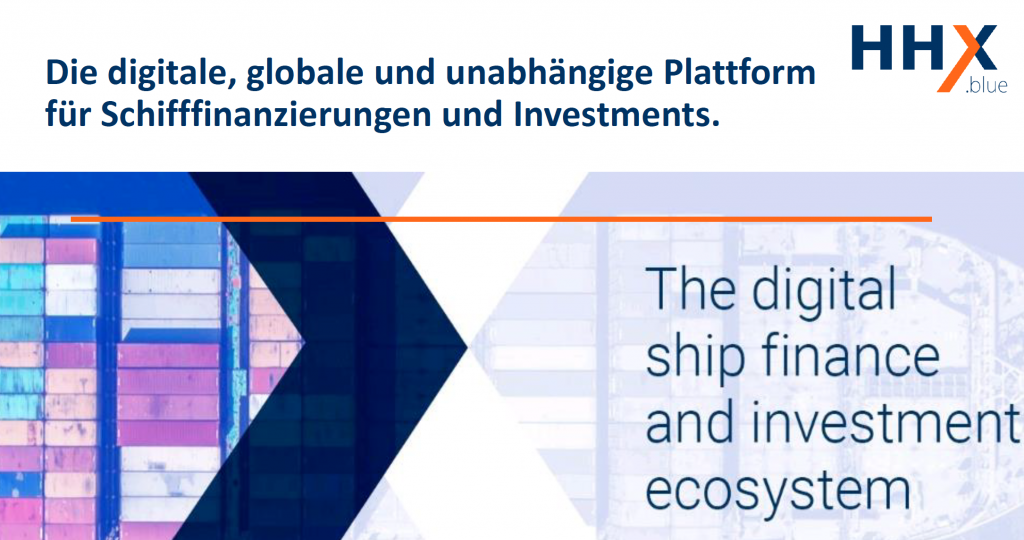 Die digitale, globale und unabhängige Plattform
für Schifffinanzierungen und Investments.
HHX
.blue
The digital
ship finance
and investment
ecosystem